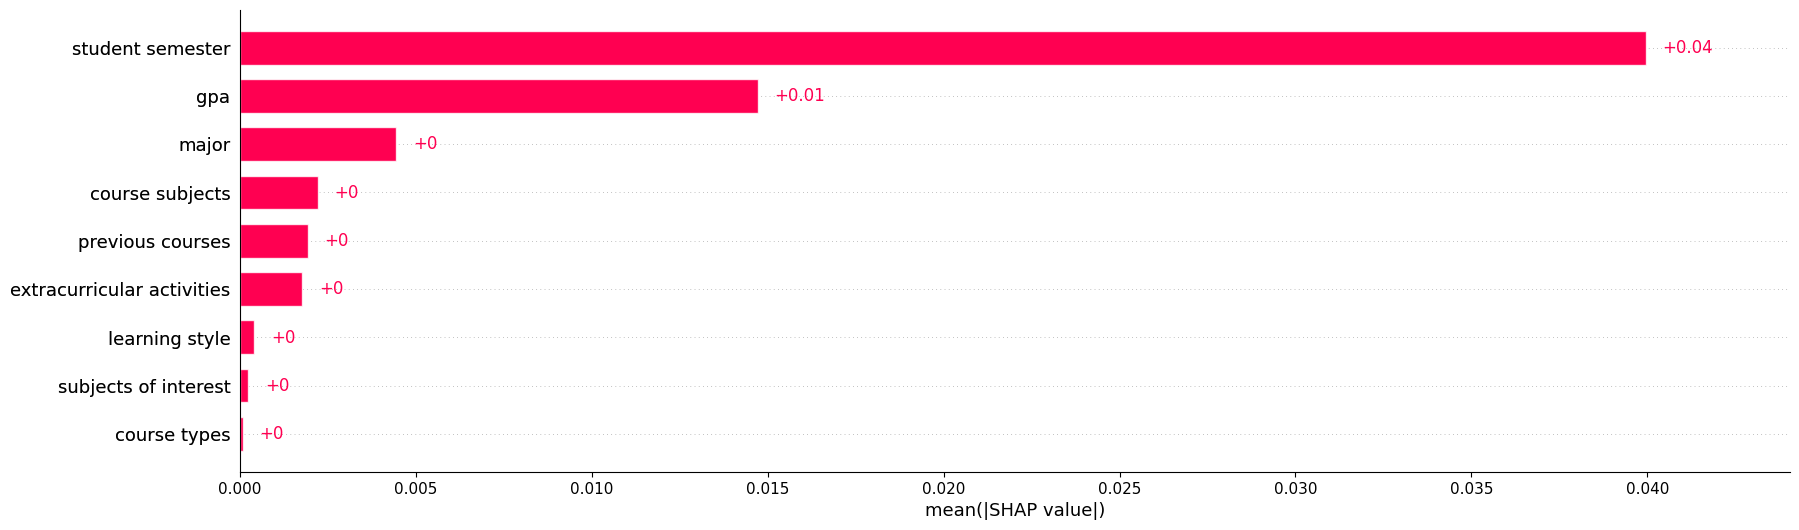 student semester +0.04
gpa +0.01
major +0
course subjects +0
previous courses +0
extracurricular activities +0
learning style +0
subjects of interest +0
course types +0
0.000 0.005 0.010 0.015 0.020 0.025 0.030 0.035 0.040
mean(|SHAP value|)